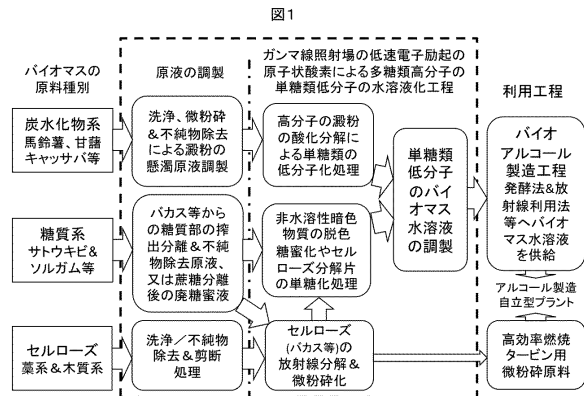 図1
バイオマスの
原料種別
原液の調製
ガンマ線照射場の低速電子励起の
原子状酸素による多糖類高分子の
単糖類低分子の水溶液化工程
利用工程
炭水化物系
馬鈴薯、甘藷
キャッサバ等
洗浄、微粉砕
&不純物除去
による澱粉の
懸濁原液調製
高分子の澱粉
の酸化分解に
よる単糖類の
低分子化処理
単糖類
低分子
のバイ
オマス
水溶液
の調製
バイオ
アルコール
製造工程
発酵法&放
射線利用法
等へバイオ
マス水溶液
を供給
糖質系
サトウキビ&
ソルガム等
バカス等から
の糖質部の搾
出分離&不純
物除去原液、
又は蔗糖分離
後の廃糖蜜液
非水溶性暗色
物質の脱色
糖蜜化やセル
ローズ分解片
の単糖化処理
アルコール製造
自立型プラント
セルローズ
藁系&木質系
洗浄/不純物
除去&剪断
処理
セルローズ
(バカス等)の
放射線分解&
微粉砕化
高効率燃焼
タービン用
微粉砕原料